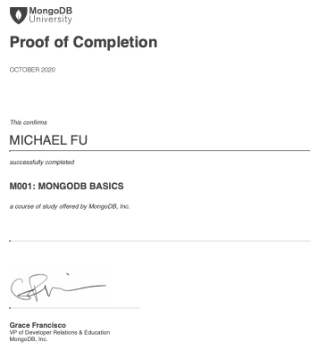 MongoDB
University
Proof of Completion
OCTOBER 2020
This confirms
MICHAEL FU
successfully completed
M001: MONGODB BASICS
a course of study offered by MongoDB, Inc.
Grace Francisco
VP of Developer Relations & Education
MongoDB, Inc.